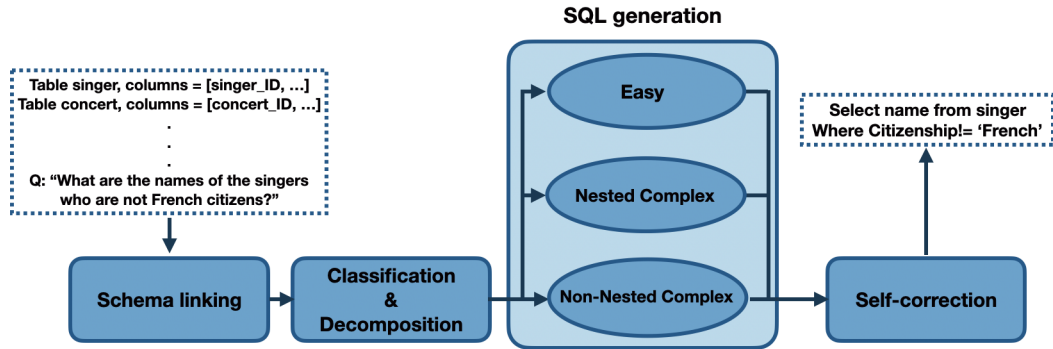 SQL generation
Table singer, columns = [singer_ID, ...]
Table concert, columns = [concert_ID, ...]
.
.
.
Q: “What are the names of the singers
who are not French citizens?”
Schema linking
Classification
&
Decomposition
Easy
Nested Complex
Non-Nested Complex
Select name from singer
Where Citizenship!= ‘French’
Self-correction